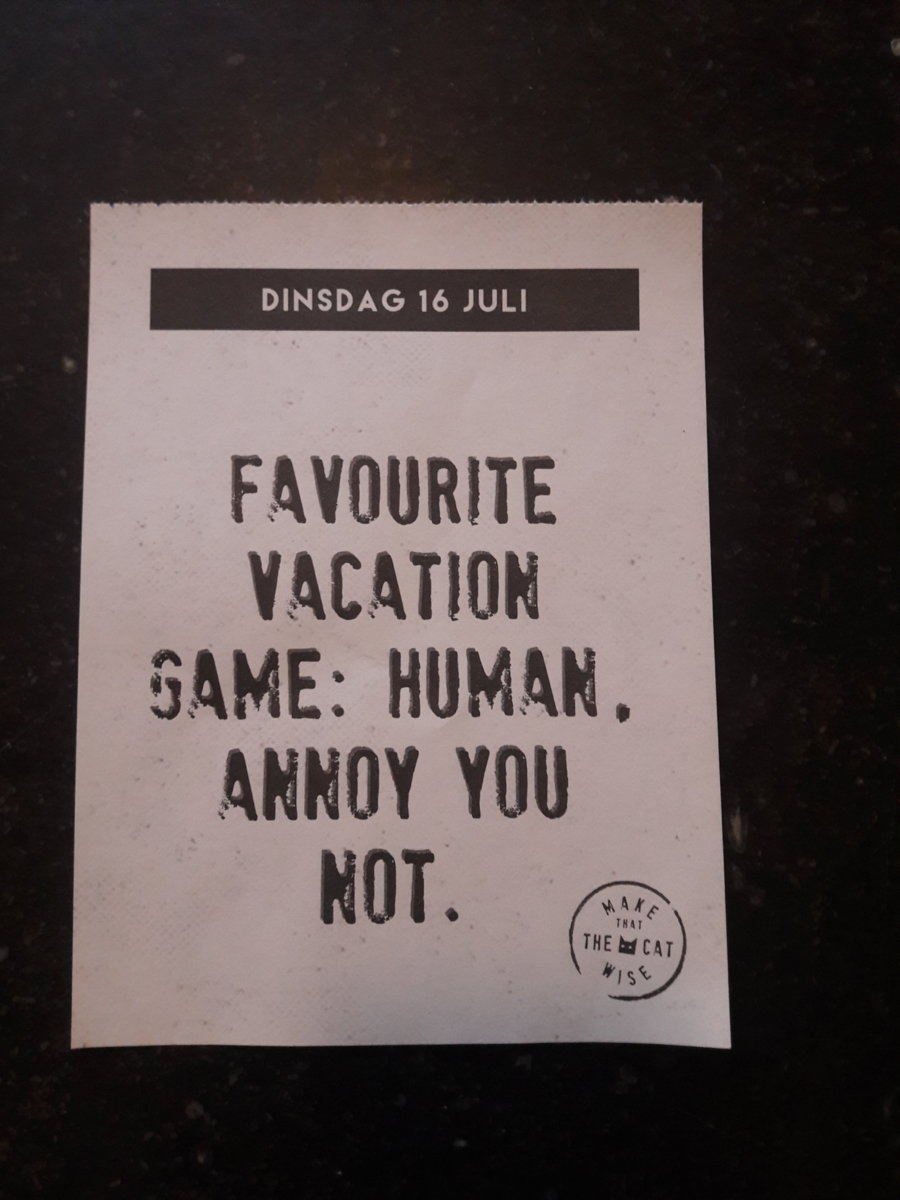 DINSDAG 16 JULI
FAVOURITE
VACATION
GAME: HUMAN,
ANNOY YOU
NOT.
MAKE
THAT
THE CAT
WISE